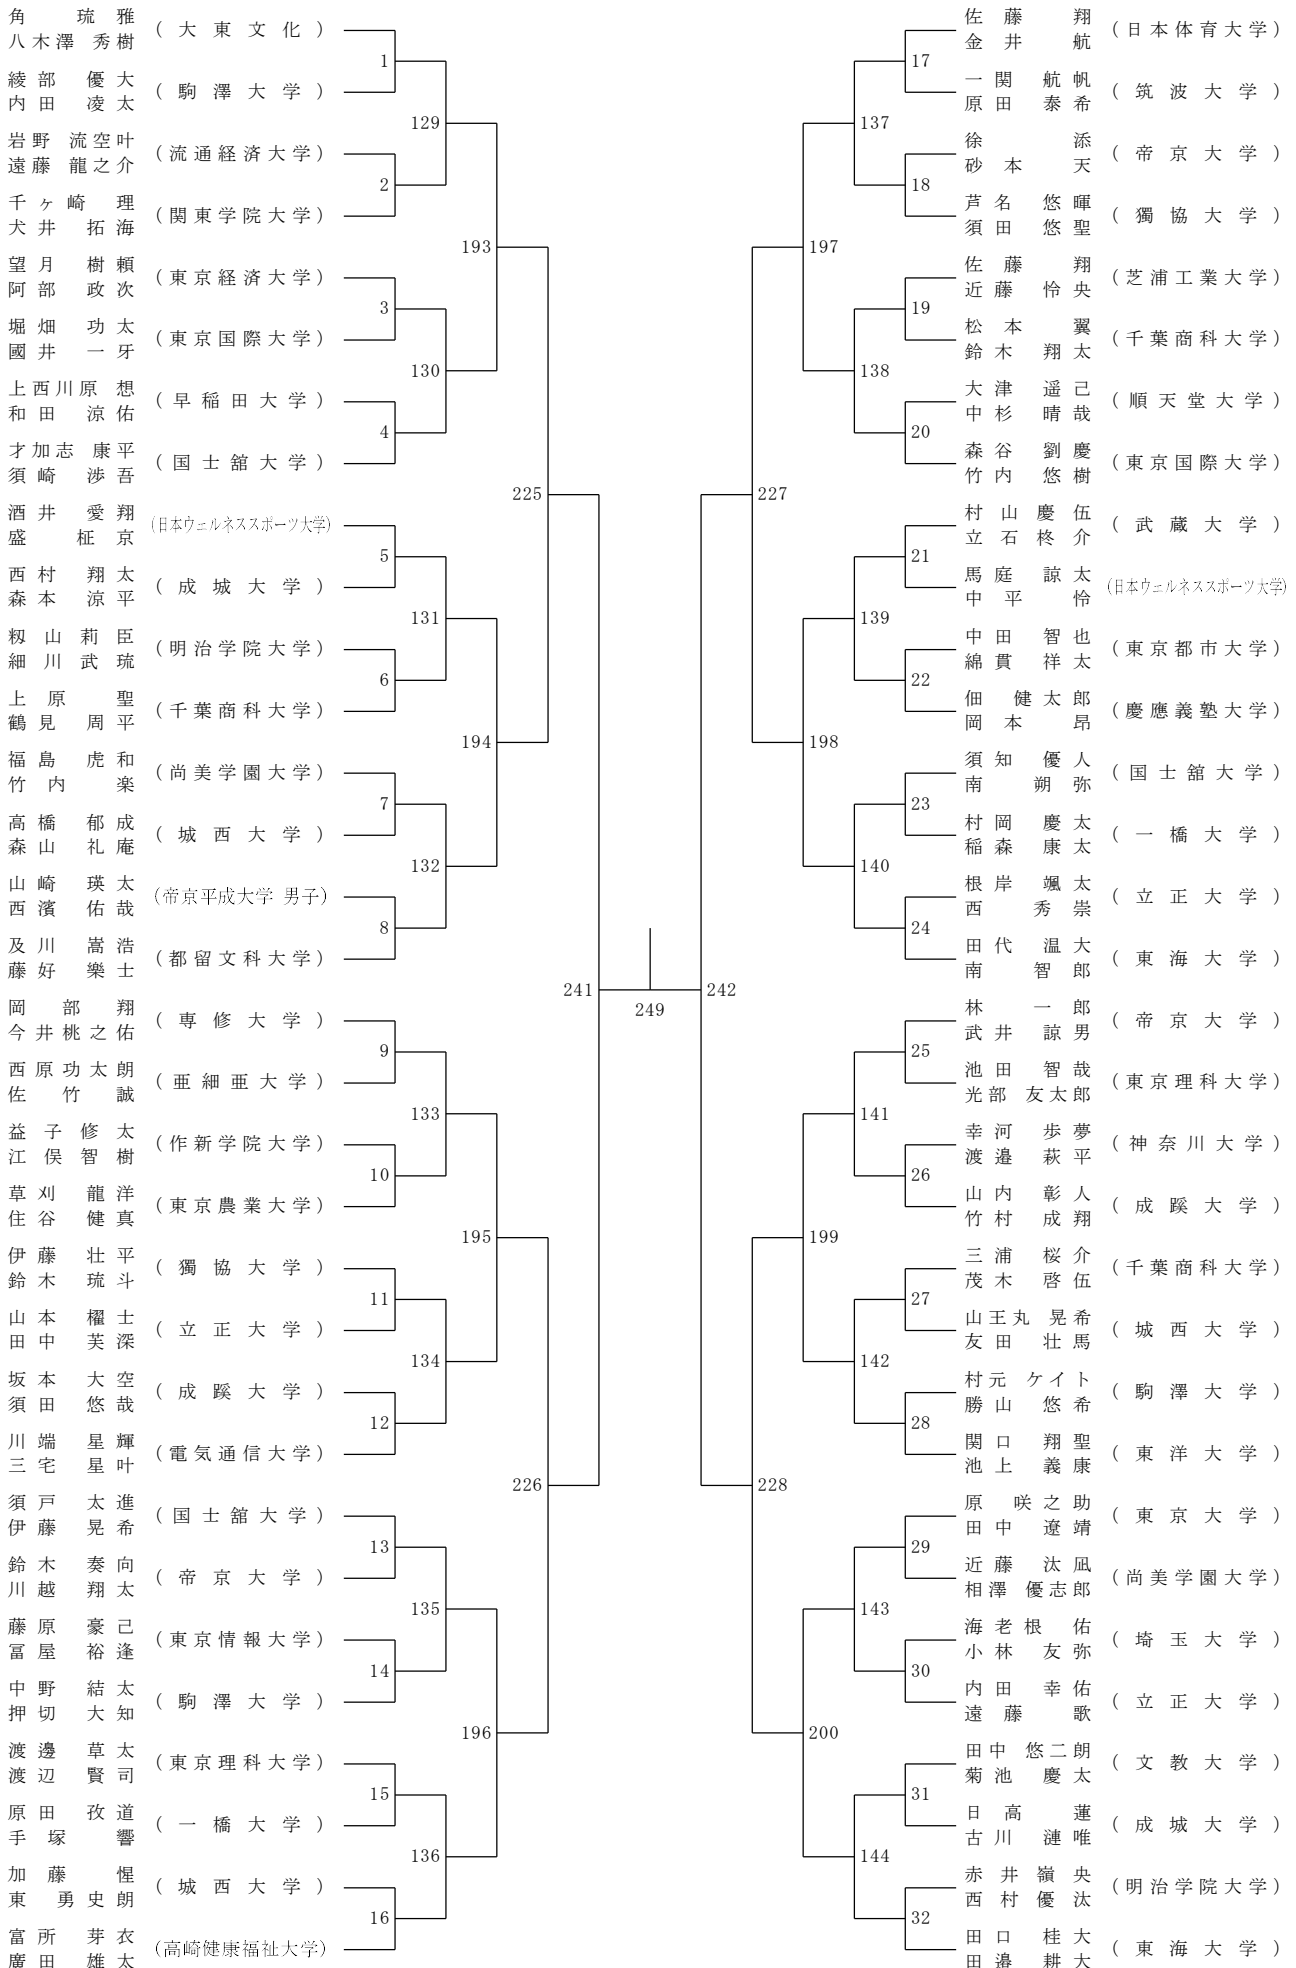 角 琉雅
八木澤 秀樹
(大東文化)
1
綾部 優大
内田 凌太
(駒澤大学)
129
岩野 流空叶
遠藤 龍之介
(流通経済大学)
2
千ヶ崎 理
犬井 拓海
(関東学院大学)
193
望月 樹頼
阿部 政次
(東京経済大学)
3
堀畑 功太
國井 一牙
(東京国際大学)
130
上西川原 想
和田 涼佑
(早稲田大学)
4
才加志 康平
須崎 渉吾
(国士舘大学)
225
酒井 愛翔
盛 柾京
(日本ウェルネススポーツ大学)
5
西村 翔太
森本 涼平
(成城大学)
131
籾山莉臣
細川武琉
(明治学院大学)
6
上原 聖
鶴見 周平
(千葉商科大学)
194
福島 虎和
竹内 楽
(尚美学園大学)
7
高橋 郁成
森山 礼庵
(城西大学)
132
山崎 瑛太
西濱 佑哉
(帝京平成大学 男子)
8
及川 嵩浩
藤好 樂士
(都留文科大学)
241
岡部 翔
今井桃之佑
(専修大学)
9
西原功太朗
佐竹 誠
(亜細亜大学)
133
益子修太
江俣智樹
(作新学院大学)
10
草刈 龍洋
住谷 健真
(東京農業大学)
195
伊藤 壮平
鈴木 琉斗
(獨協大学)
11
山本 櫂士
田中 芙深
(立正大学)
134
坂本 大空
須田 悠哉
(成蹊大学)
12
川端 星輝
三宅 星叶
(電気通信大学)
226
須戸 太進
伊藤 晃希
(国士舘大学)
13
鈴木 奏向
川越 翔太
(帝京大学)
135
藤原 豪己
冨屋 裕逢
(東京情報大学)
14
中野 結太
押切 大知
(駒澤大学)
196
渡邊 草太
渡辺 賢司
(東京理科大学)
15
原田 孜道
手塚 響
(一橋大学)
136
加藤 惺
東 勇史朗
(城西大学)
16
富所 芽衣
廣田 雄太
(高崎健康福祉大学)
249
佐藤 翔
金井 航
(日本体育大学)
17
一関 航帆
原田 泰希
(筑波大学)
137
徐 添
砂本 天
(帝京大学)
18
芦名 悠暉
須田 悠聖
(獨協大学)
197
佐藤 翔
近藤 怜央
(芝浦工業大学)
19
松本 翼
鈴木 翔太
(千葉商科大学)
138
大津 遥己
中杉 晴哉
(順天堂大学)
20
森谷 劉慶
竹内 悠樹
(東京国際大学)
227
村山慶伍
立石柊介
(武蔵大学)
21
馬庭 諒太
中平 怜
(日本ウェルネススポーツ大学)
139
中田 智也
綿貫 祥太
(東京都市大学)
22
佃 健太郎
岡本 昂
(慶應義塾大学)
198
須知 優人
南 朔弥
(国士舘大学)
23
村岡 慶太
稲森 康太
(一橋大学)
140
根岸 颯太
西 秀崇
(立正大学)
24
田代 温大
南 智郎
(東海大学)
242
林 一郎
武井 諒男
(帝京大学)
25
池田 智哉
光部 友太郎
(東京理科大学)
141
幸河 歩夢
渡邉 萩平
(神奈川大学)
26
山内 彰人
竹村 成翔
(成蹊大学)
199
三浦 桜介
茂木 啓伍
(千葉商科大学)
27
山王丸 晃希
友田 壮馬
(城西大学)
142
村元 ケイト
勝山 悠希
(駒澤大学)
28
関口 翔聖
池上 義康
(東洋大学)
228
原 咲之助
田中 遼靖
(東京大学)
29
近藤 汰凪
相澤 優志郎
(尚美学園大学)
143
海老根 佑
小林 友弥
(埼玉大学)
30
内田 幸佑
遠藤 歌
(立正大学)
200
田中 悠二朗
菊池 慶太
(文教大学)
31
日高 蓮
古川 漣唯
(成城大学)
144
赤井嶺央
西村優汰
(明治学院大学)
32
田口 桂大
田邉 耕大
(東海大学)